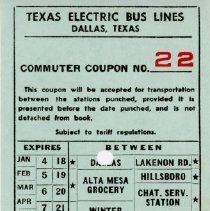 TEXAS ELECTRIC BUS LINES
DALLAS, TEXAS
COMMUTER COUPON NO. 22
This coupon will be accepted for transportation
between the stations punched, provided it is
presented before the date punched, and is not
detached from book.
Subject to tariff regulations.
EXPIRES BETWEEN
JAN 4 18 ★ DALLAS LAKENON RD. ★
FEB 5 19 ALTA MESA GROCERY HILLSBORO ★
MAR 6 20 ★ CHAT. SERV. STATION
APR 7 21 WINTER